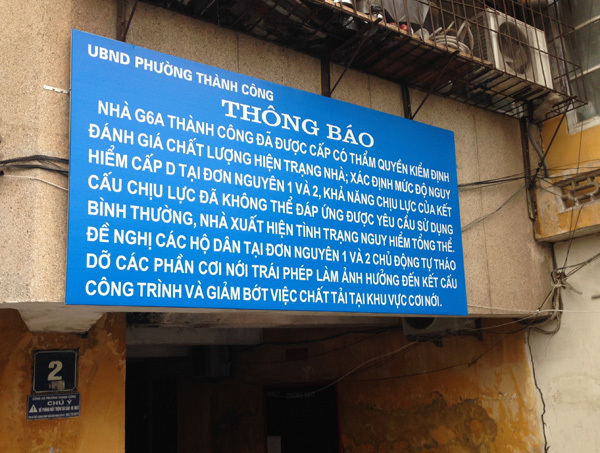 UBND PHƯỜNG THÀNH CÔNG
THÔNG BÁO
NHÀ G6A THÀNH CÔNG ĐÃ ĐƯỢC CẤP CÓ THẨM QUYỀN KIỂM ĐỊNH
ĐÁNH GIÁ CHẤT LƯỢNG HIỆN TRẠNG NHÀ; XÁC ĐỊNH MỨC ĐỘ NGUY
HIỂM CẤP D TẠI ĐƠN NGUYÊN 1 VÀ 2, KHẢ NĂNG CHỊU LỰC CỦA KẾT
CẤU CHỊU LỰC ĐÃ KHÔNG THỂ ĐÁP ỨNG ĐƯỢC YÊU CẦU SỬ DỤNG
BÌNH THƯỜNG, NHÀ XUẤT HIỆN TÌNH TRẠNG NGUY HIỂM TỔNG THỂ.
ĐỀ NGHỊ CÁC HỘ DÂN TẠI ĐƠN NGUYÊN 1 VÀ 2 CHỦ ĐỘNG TỰ THÁO
DỠ CÁC PHẦN CƠI NỚI TRÁI PHÉP LÀM ẢNH HƯỞNG ĐẾN KẾT CẤU
CÔNG TRÌNH VÀ GIẢM BỚT VIỆC CHẤT TẢI TẠI KHU VỰC CƠI NỚI.
2
CÔNG AN PHƯỜNG THÀNH CÔNG
CHÚ Ý